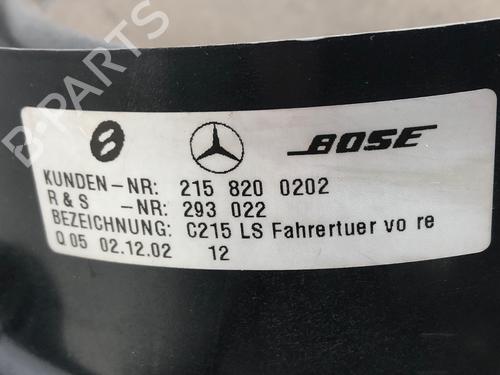 B-PARTS
8
BOSE
KUNDEN-NR: 215 820 0202
R & S -NR: 293 022
BEZEICHNUNG: C215 LS Fahrertuer vo re
Q 05 02.12.02 12